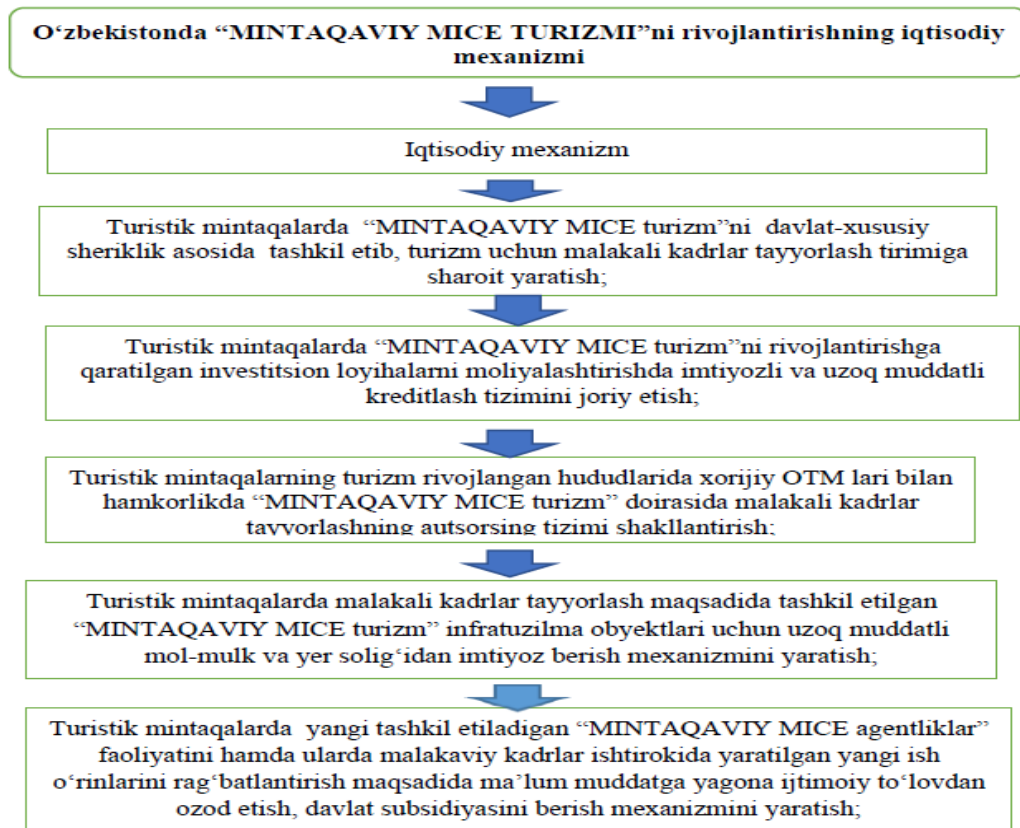 O‘zbekistonda “MINTAQAVIY MICE TURIZMI”ni rivojlantirishning iqtisodiy
mexanizmi
Iqtisodiy mexanizm
Turistik mintaqalarda “MINTAQAVIY MICE turizm”ni davlat-xususiy
sheriklik asosida tashkil etib, turizm uchun malakali kadrlar tayyorlash tirimiga
sharoit yaratish;
Turistik mintaqalarda “MINTAQAVIY MICE turizm”ni rivojlantirishga
qaratilgan investitsion loyihalarni moliyalashtirishda imtiyozli va uzoq muddatli
kreditlash tizimini joriy etish;
Turistik mintaqalarning turizm rivojlangan hududlarida xorijiy OTM lari bilan
hamkorlikda “MINTAQAVIY MICE turizm” doirasida malakali kadrlar
tayyorlashning autsorsing tizimi shakllantirish;
Turistik mintaqalarda malakali kadrlar tayyorlash maqsadida tashkil etilgan
“MINTAQAVIY MICE turizm” infratuzilma obyektlari uchun uzoq muddatli
mol-mulk va yer solig‘idan imtiyoz berish mexanizmini yaratish;
Turistik mintaqalarda yangi tashkil etiladigan “MINTAQAVIY MICE agentliklar”
faoliyatini hamda ularda malakaviy kadrlar ishtirokida yaratilgan yangi ish
o‘rinlarini rag‘batlantirish maqsadida ma’lum muddatga yagona ijtimoiy to‘lovdan
ozod etish, davlat subsidiyasini berish mexanizmini yaratish;